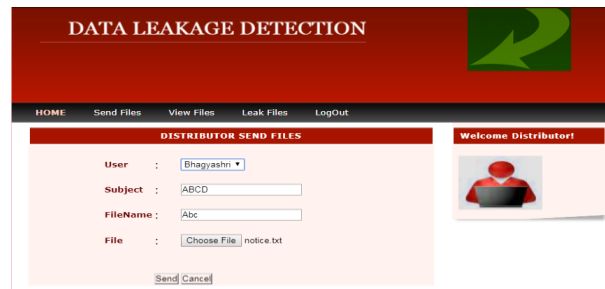 DATA LEAKAGE DETECTION
HOME Send Files View Files Leak Files LogOut
DISTRIBUTOR SEND FILES
User : Bhagyashri
Subject : ABCD
FileName : Abc
File : Choose File notice.txt
Send Cancel
Welcome Distributor!